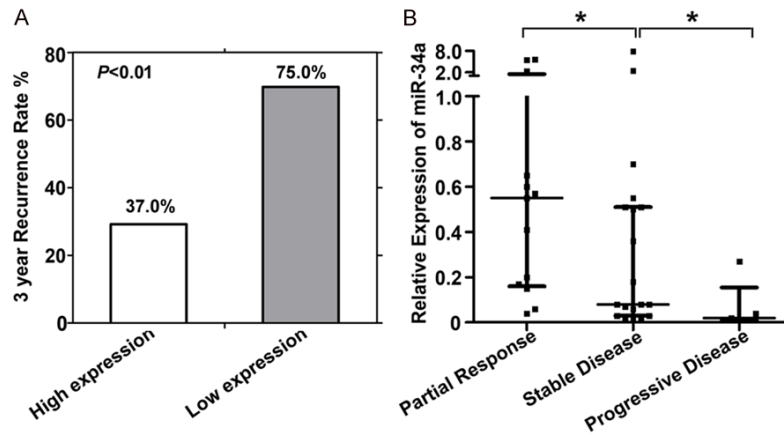 A
3 year Recurrence Rate %
80
60
40
20
0
P<0.01
37.0%
75.0%
High expression
Low expression
B
Relative Expression of miR-34a
8.0
2.0
1.0
0.8
0.6
0.4
0.2
0
*
*
Partial Response
Stable Disease
Progressive Disease